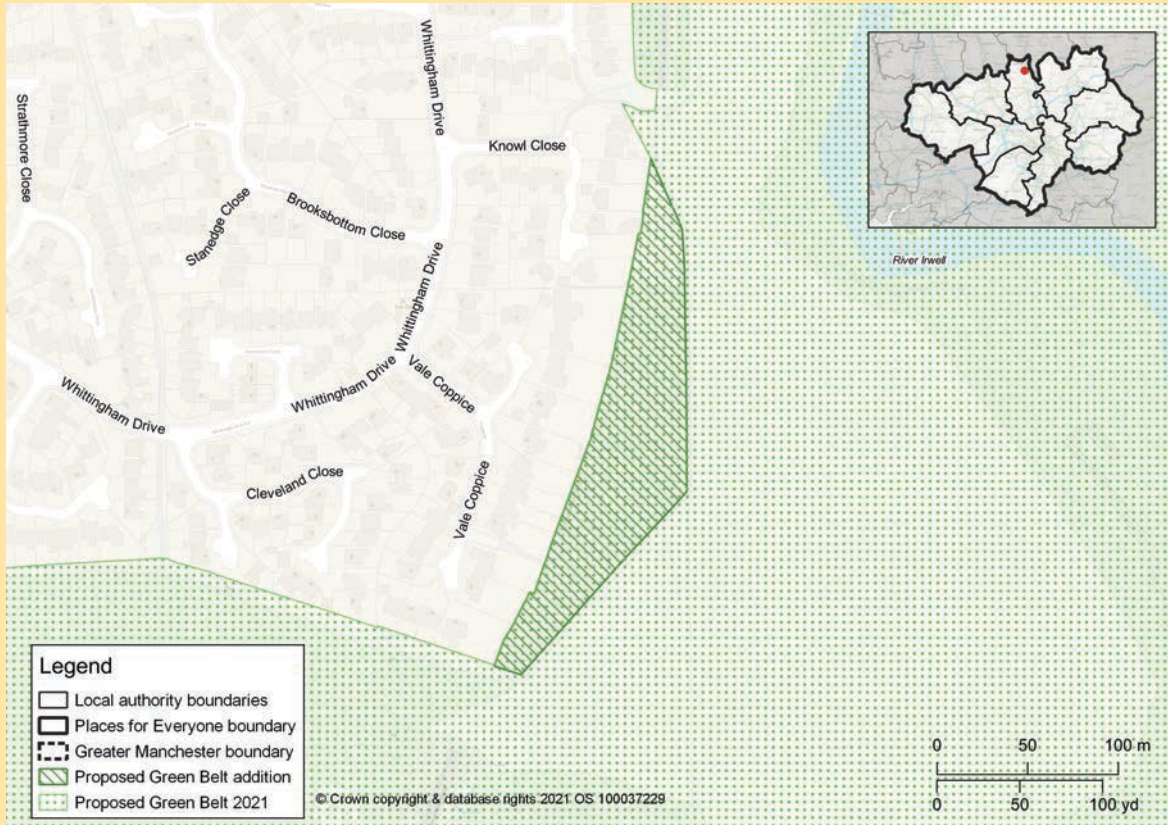 Whittingham Drive
Strathmore Close
Knowl Close
Stanedge Close
Brooksbottom Close
Whittingham Drive
River Irwell
Whittingham Drive
Whittingham Drive
Vale Coppice
Cleveland Close
Vale Coppice
Legend
Local authority boundaries
Places for Everyone boundary
Greater Manchester boundary
Proposed Green Belt addition
Proposed Green Belt 2021
© Crown copyright & database rights 2021 OS 100037229
0 50 100 m
0 50 100 yd